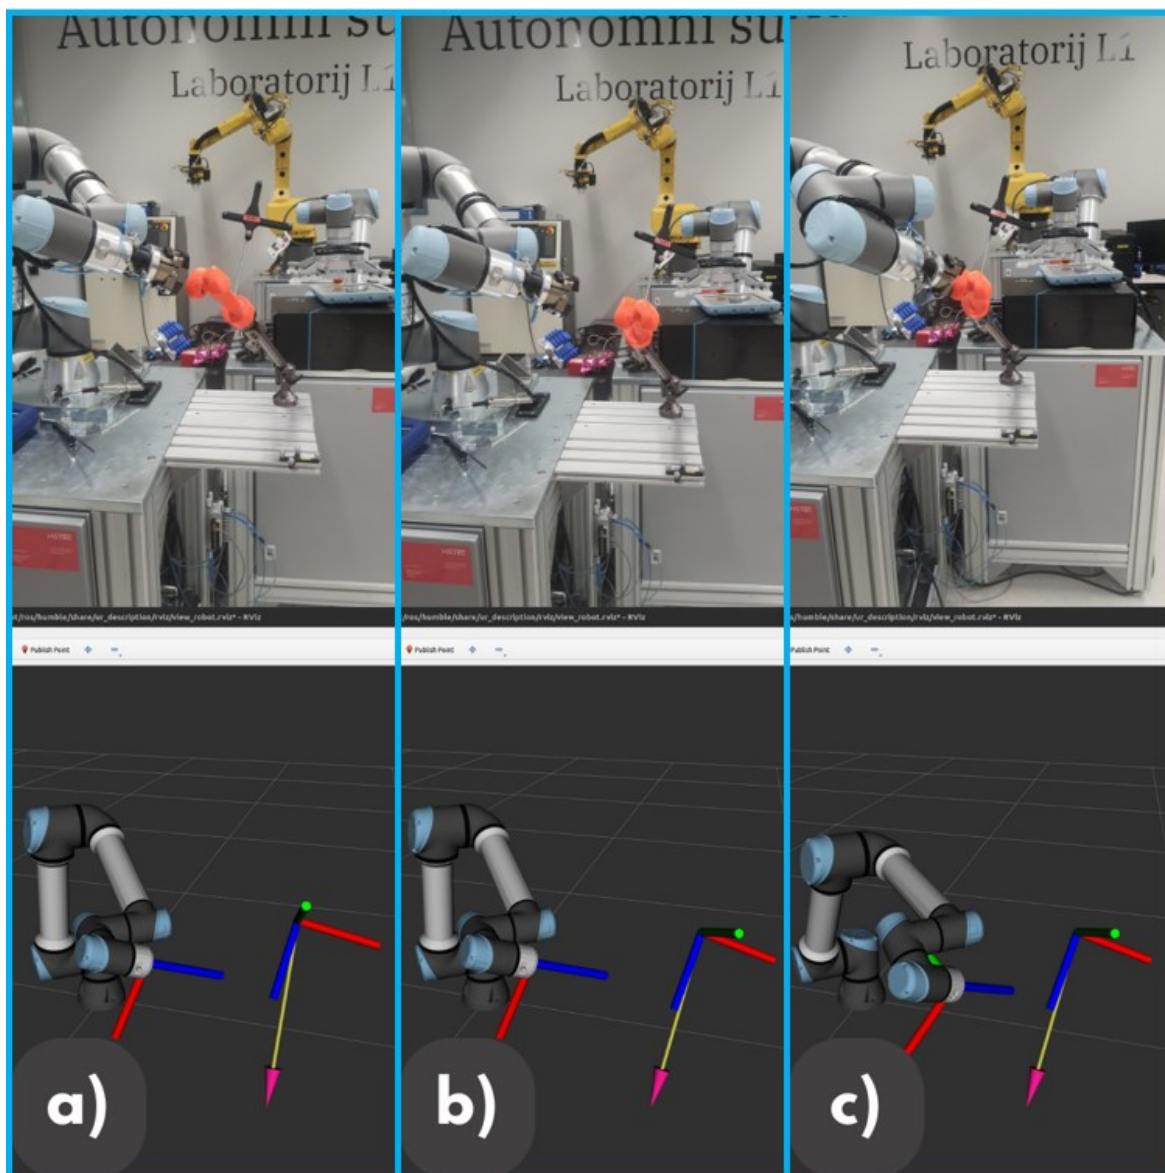 Autonomni su
Laboratorij L1
Autonomni su
Laboratorij L1
Laboratorij L1
t/ros/humble/share/ur_description/rviz/view_robot.rviz* - RViz
/ros/humble/share/ur_description/rviz/view_robot.rviz* - RViz
/ros/humble/share/ur_description/rviz/view_robot.rviz* - RViz
Publish Point
Publish Point
Publish Point
a)
b)
c)